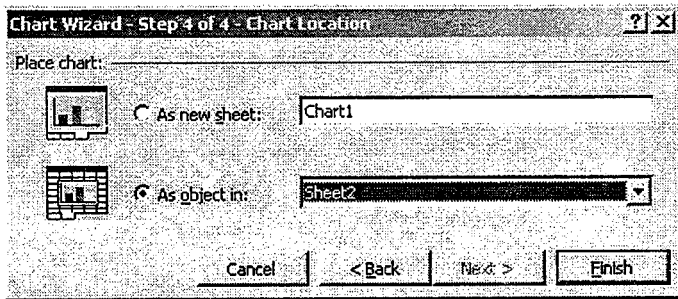 Chart Wizard - Step 4 of 4 - Chart Location ? X
Place chart:
As new sheet: Chart1
As object in: Sheet2
Cancel < Back Next > Finish